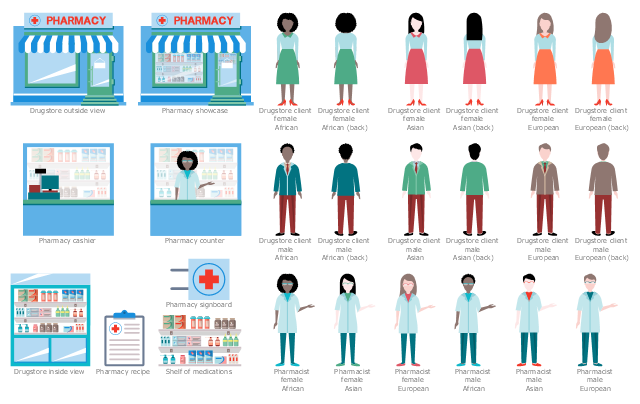 PHARMACY
PHARMACY
Drugstore outside view
Pharmacy showcase
Drugstore client
female
African
Drugstore client
female
African (back)
Drugstore client
female
Asian
Drugstore client
female
Asian (back)
Drugstore client
female
European
Drugstore client
female
European (back)
Pharmacy cashier
Pharmacy counter
Drugstore client
male
African
Drugstore client
male
African (back)
Drugstore client
male
Asian
Drugstore client
male
Asian (back)
Drugstore client
male
European
Drugstore client
male
European (back)
Pharmacy signboard
Drugstore inside view
Pharmacy recipe
Shelf of medications
Pharmacist
female
African
Pharmacist
female
Asian
Pharmacist
female
European
Pharmacist
male
African
Pharmacist
male
Asian
Pharmacist
male
European